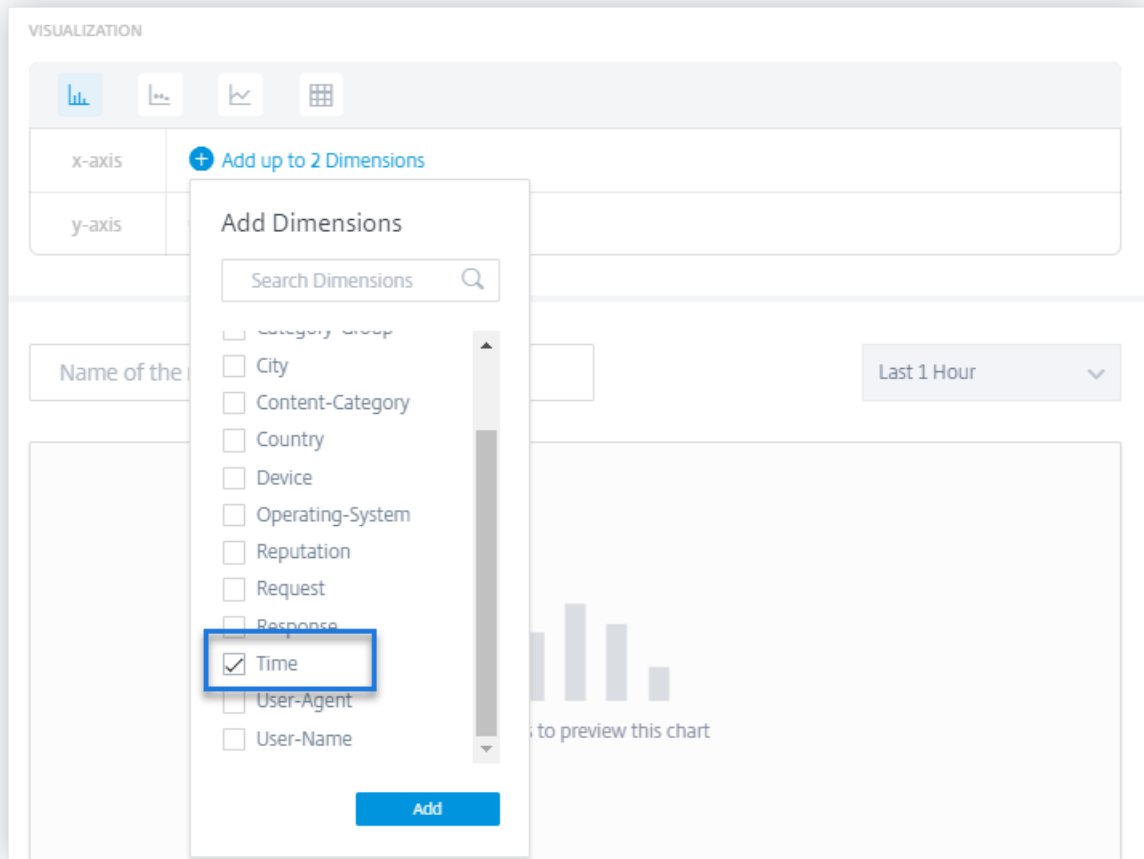 VISUALIZATION
x-axis
Add up to 2 Dimensions
y-axis
Add Dimensions
Search Dimensions
Category-Group
City
Content-Category
Country
Device
Operating-System
Reputation
Request
Response
Time
User-Agent
User-Name
Add
Name of the
Last 1 Hour
to preview this chart